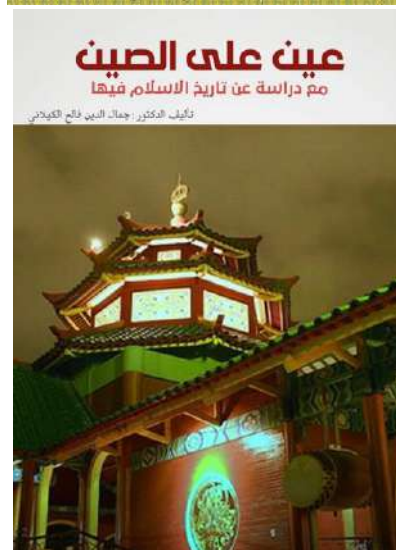 عين على الصين
مع دراسة عن تاريخ الاسلام فيها
تأليف الدكتور : جمال الدين فالح الكيلاني